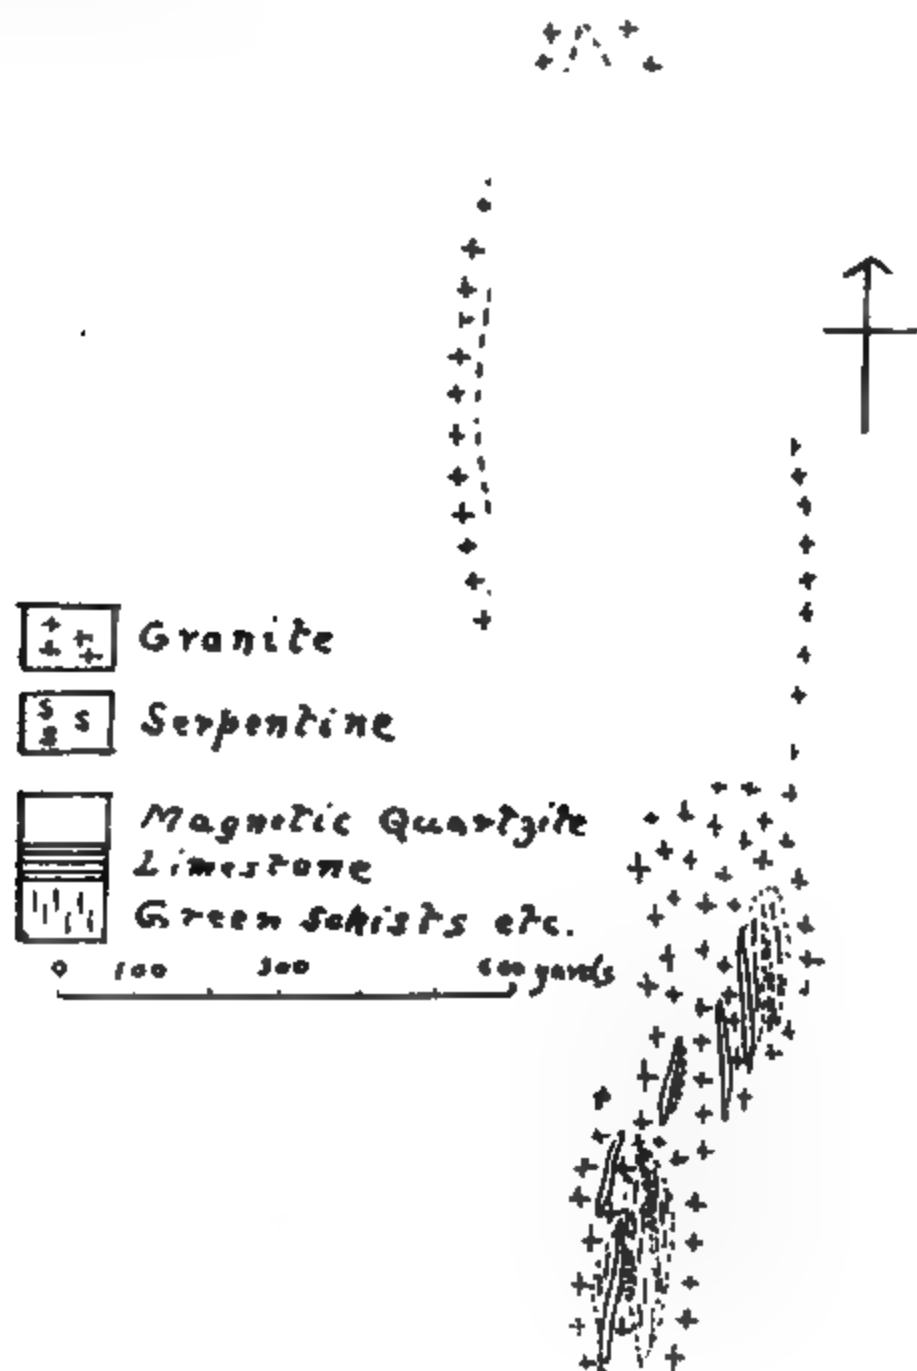 Granite
S S S
Serpentine
Magnetic Quartzite
Limestone
Green Schists etc.
0 100 300 600 yards